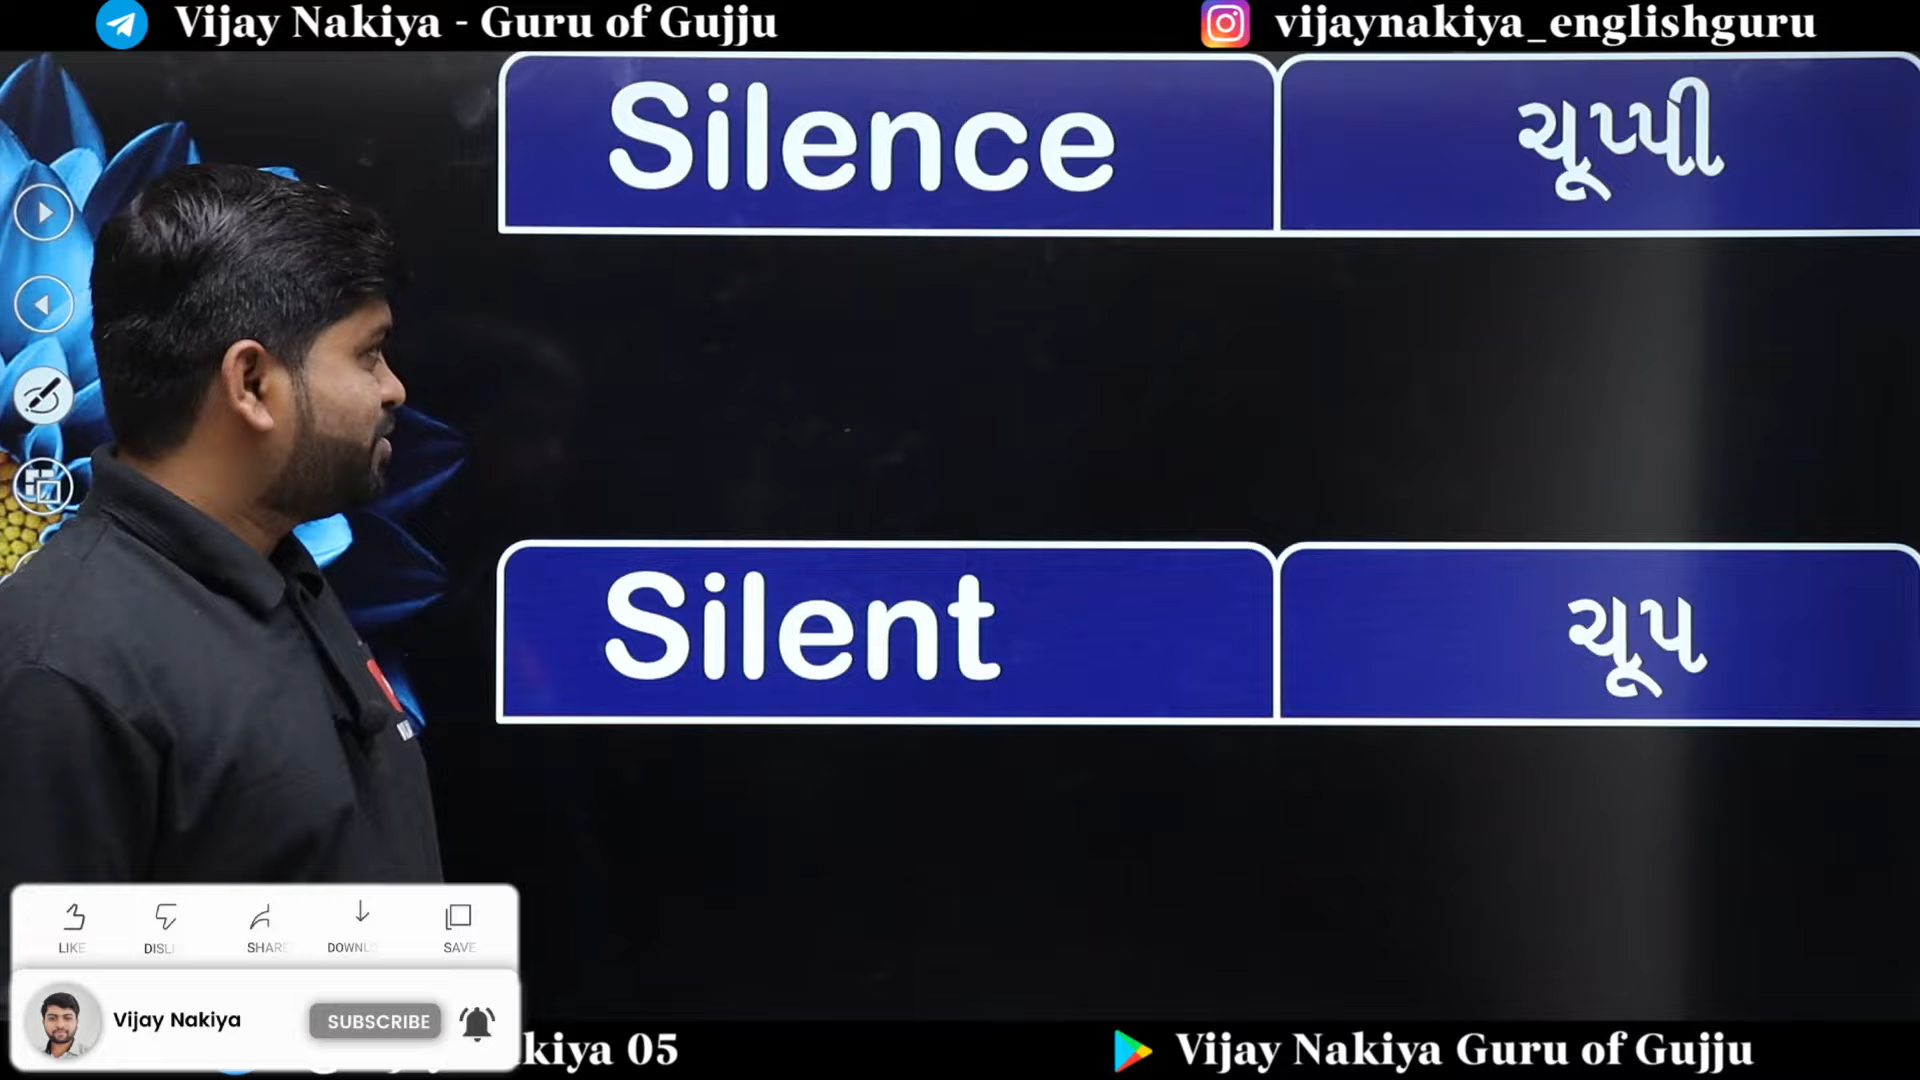 Vijay Nakiya - Guru of Gujju
vijaynakiya_englishguru
Silence
ચૂપ્પી
Silent
ચૂપ
LIKE
SHARE
SAVE
Vijay Nakiya
SUBSCRIBE
05
Vijay Nakiya Guru of Gujju